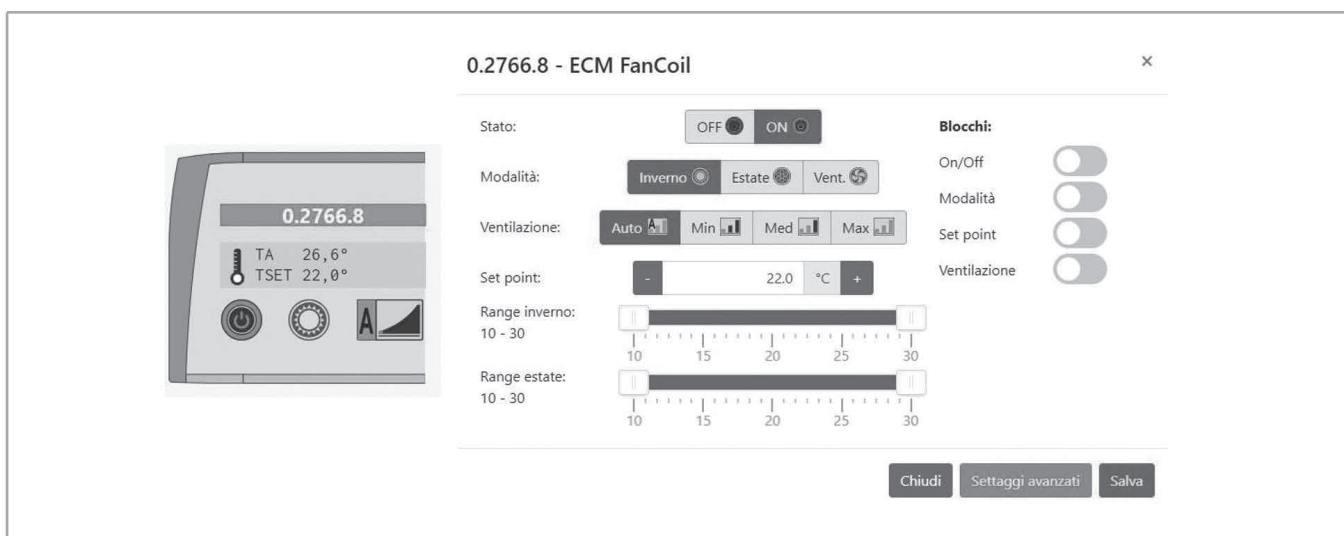 0.2766.8 - ECM FanCoil ×
0.2766.8
TA 26,6°
TSET 22,0°
A
Stato: OFF ON
Modalità: Inverno Estate Vent.
Ventilazione: Auto Min Med Max
Set point: - 22.0 °C +
Range inverno:
10 - 30
10 15 20 25 30
Range estate:
10 - 30
10 15 20 25 30
Blocchi:
On/Off
Modalità
Set point
Ventilazione
Chiudi Settaggi avanzati Salva